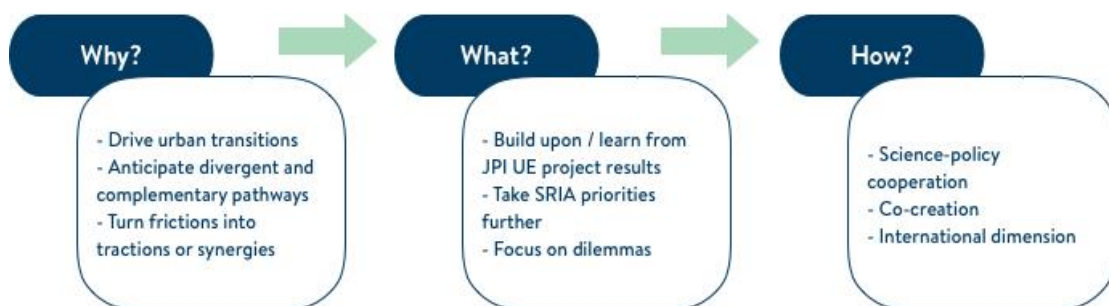 Why?
- Drive urban transitions
- Anticipate divergent and
complementary pathways
- Turn frictions into
tractions or synergies
What?
- Build upon / learn from
JPI UE project results
- Take SRIA priorities
further
- Focus on dilemmas
How?
- Science-policy
cooperation
- Co-creation
- International dimension